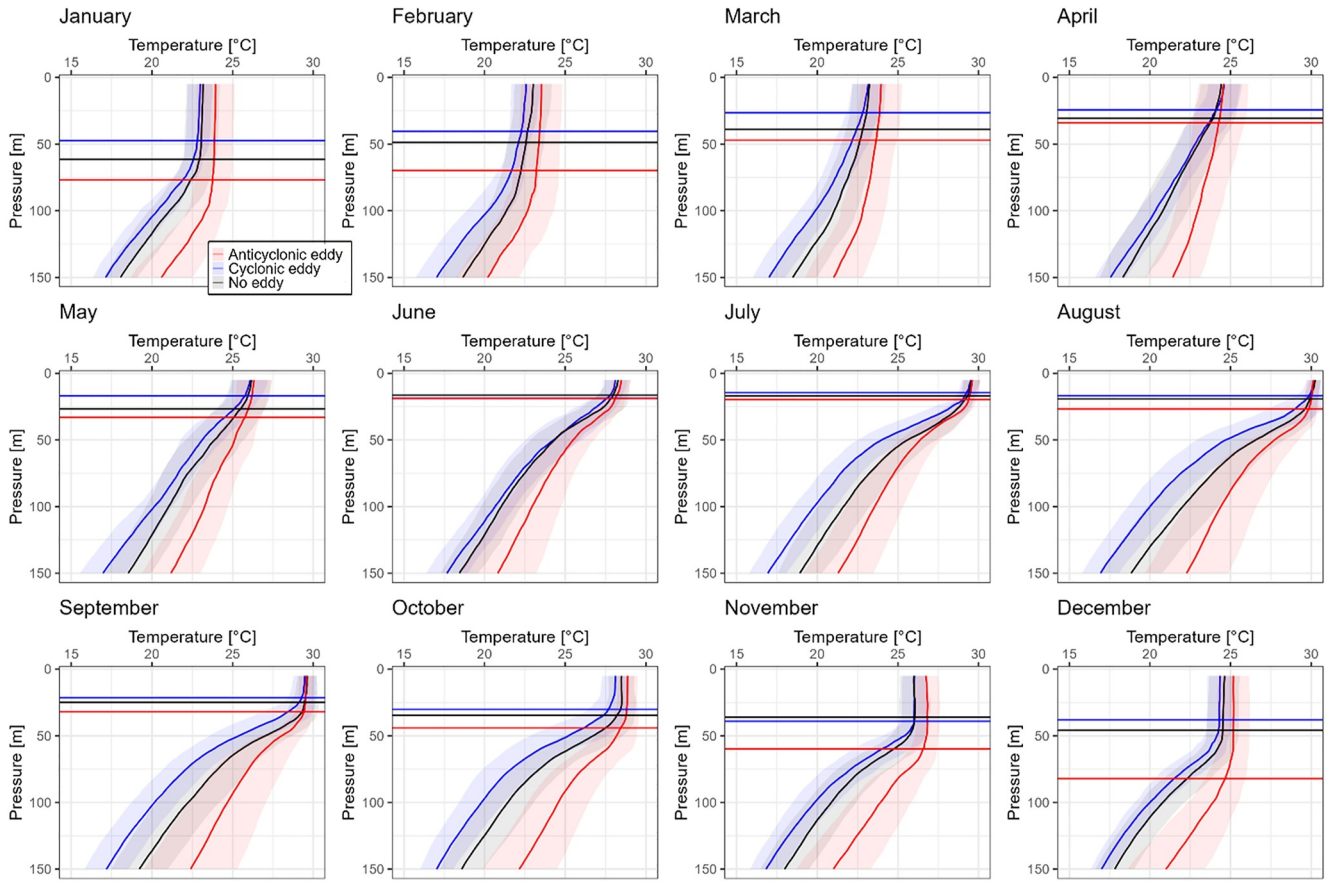 January
February
March
April
Temperature [°C]
Temperature [°C]
Temperature [°C]
Temperature [°C]
15 20 25 30
15 20 25 30
15 20 25 30
15 20 25 30
Pressure [m]
0
50
100
150
Pressure [m]
0
50
100
150
Pressure [m]
0
50
100
150
Pressure [m]
0
50
100
150
Anticyclonic eddy
Cyclonic eddy
No eddy
May
June
July
August
Temperature [°C]
Temperature [°C]
Temperature [°C]
Temperature [°C]
15 20 25 30
15 20 25 30
15 20 25 30
15 20 25 30
Pressure [m]
0
50
100
150
Pressure [m]
0
50
100
150
Pressure [m]
0
50
100
150
Pressure [m]
0
50
100
150
September
October
November
December
Temperature [°C]
Temperature [°C]
Temperature [°C]
Temperature [°C]
15 20 25 30
15 20 25 30
15 20 25 30
15 20 25 30
Pressure [m]
0
50
100
150
Pressure [m]
0
50
100
150
Pressure [m]
0
50
100
150
Pressure [m]
0
50
100
150